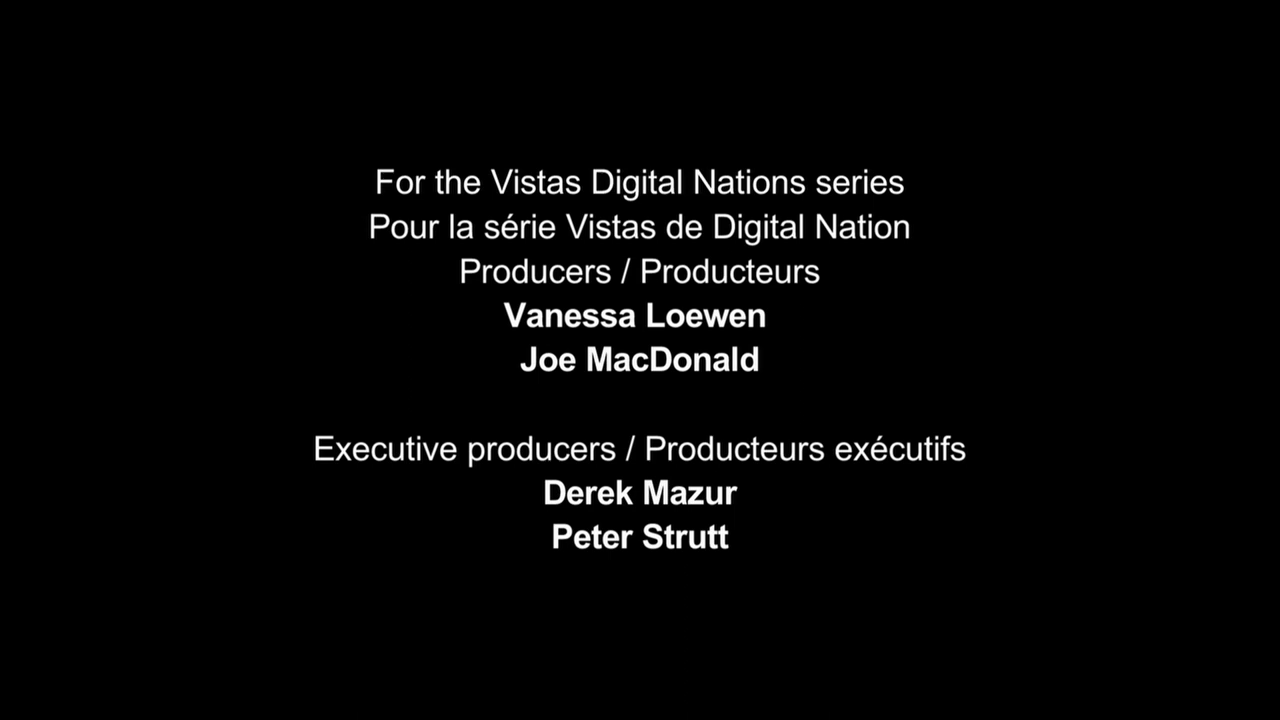 For the Vistas Digital Nations series
Pour la série Vistas de Digital Nation
Producers / Producteurs
Vanessa Loewen
Joe MacDonald
Executive producers / Producteurs exécutifs
Derek Mazur
Peter Strutt